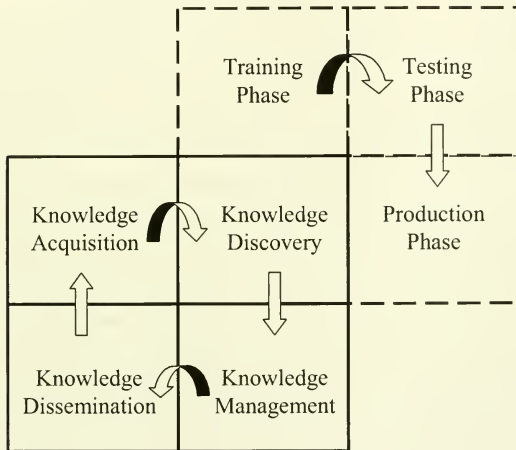 Training
Phase
Testing
Phase
Knowledge
Acquisition
Knowledge
Discovery
Production
Phase
Knowledge
Dissemination
Knowledge
Management